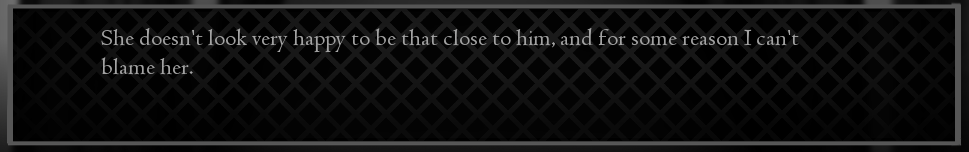 She doesn't look very happy to be that close to him, and for some reason I can't
blame her.